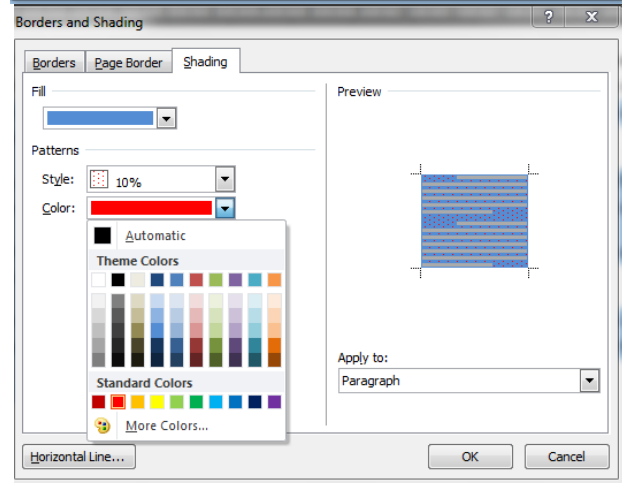 Borders and Shading
? X
Borders Page Border Shading
Fill
Preview
Patterns
Style: 10%
Color:
Automatic
Theme Colors
Apply to:
Paragraph
Standard Colors
More Colors...
Horizontal Line... OK Cancel